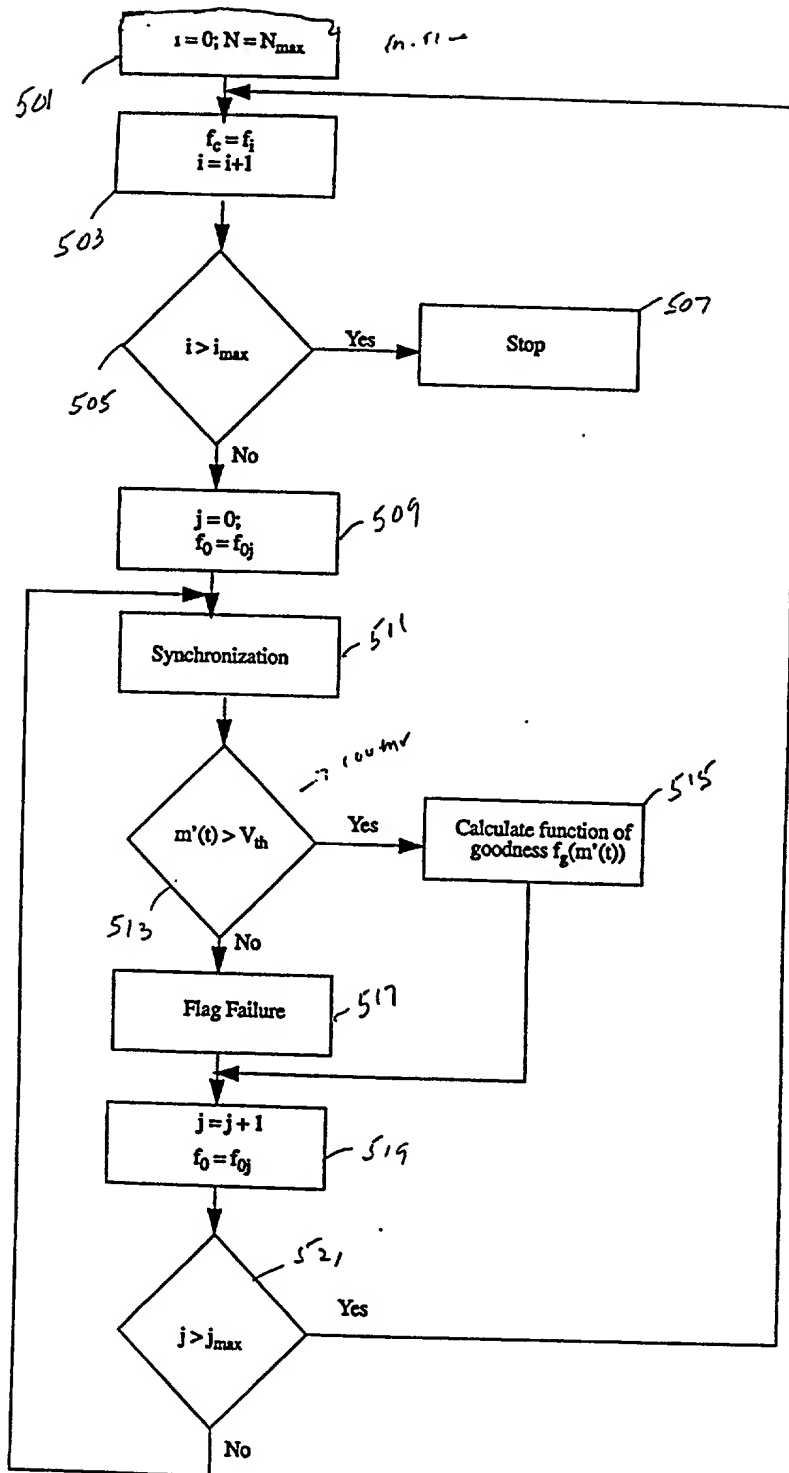 i=0; N=N_max
501
f_c = f_i
i = i+1
503
i > i_max
Yes
505
507
Stop
No
j = 0;
f_0 = f_0j
509
Synchronization
511
m'(t) > V_th
Yes
513
515
Calculate function of
goodness f_g(m'(t))
No
Flag Failure
517
j = j + 1
f_0 = f_0j
519
521
j > j_max
Yes
No